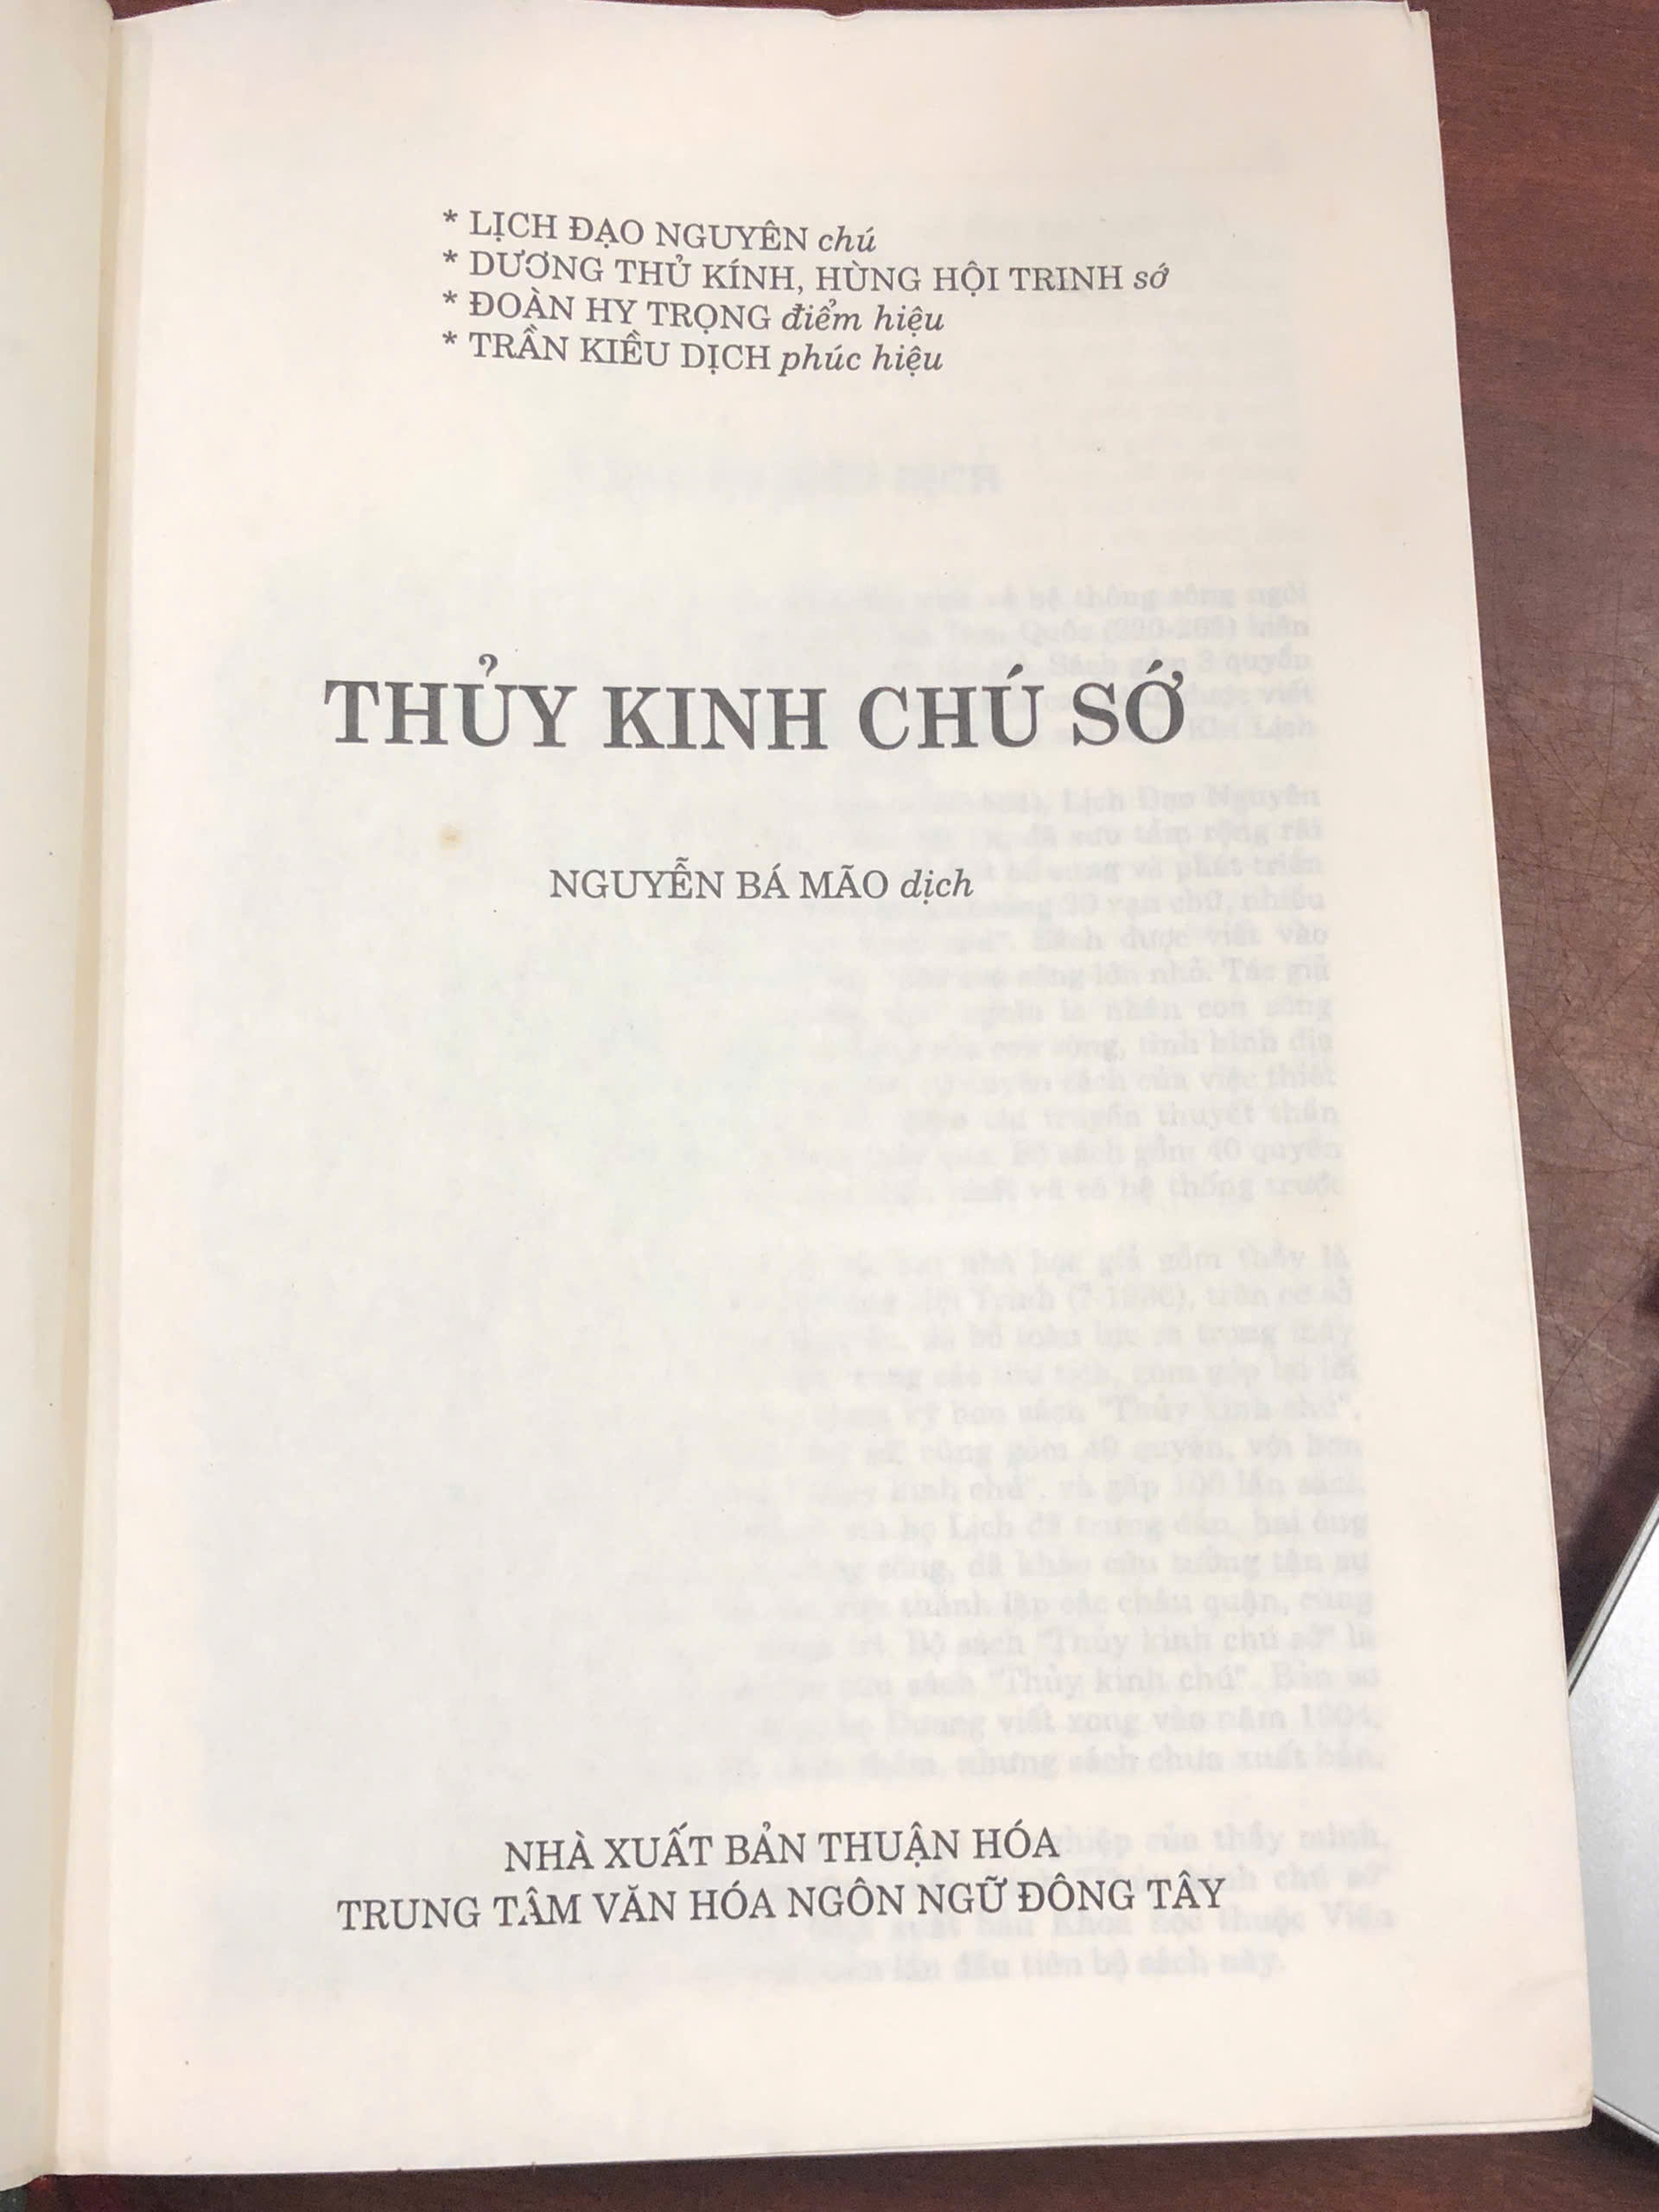 * LỊCH ĐẠO NGUYÊN chú
* DƯƠNG THỦ KÍNH, HÙNG HỘI TRINH sớ
* ĐOÀN HY TRỌNG điểm hiệu
* TRẦN KIỀU DỊCH phúc hiệu
THỦY KINH CHÚ SỚ
NGUYỄN BÁ MÃO dịch
NHÀ XUẤT BẢN THUẬN HÓA
TRUNG TÂM VĂN HÓA NGÔN NGỮ ĐÔNG TÂY